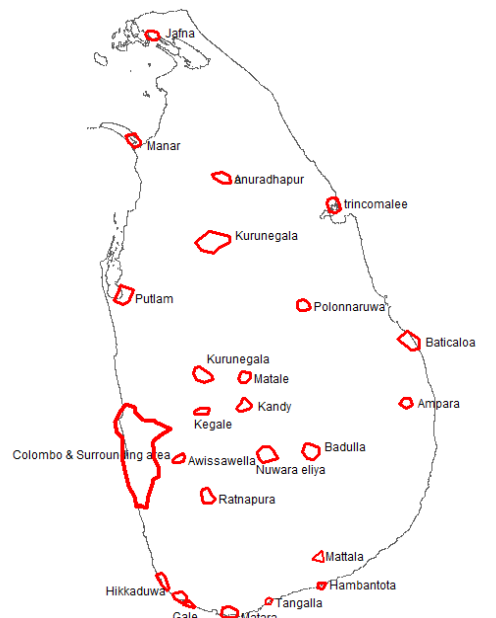 Jafna
Manar
Anuradhapur
trincomalee
Kurunegala
Putlam
Polonnaruwa
Baticaloa
Kurunegala
Matale
Kandy
Ampara
Kegale
Colombo & Surrounding area
Awissawella
Badulla
Nuwara eliya
Ratnapura
Mattala
Hikkaduwa
Hambantota
Tangalla
Gale
Matara